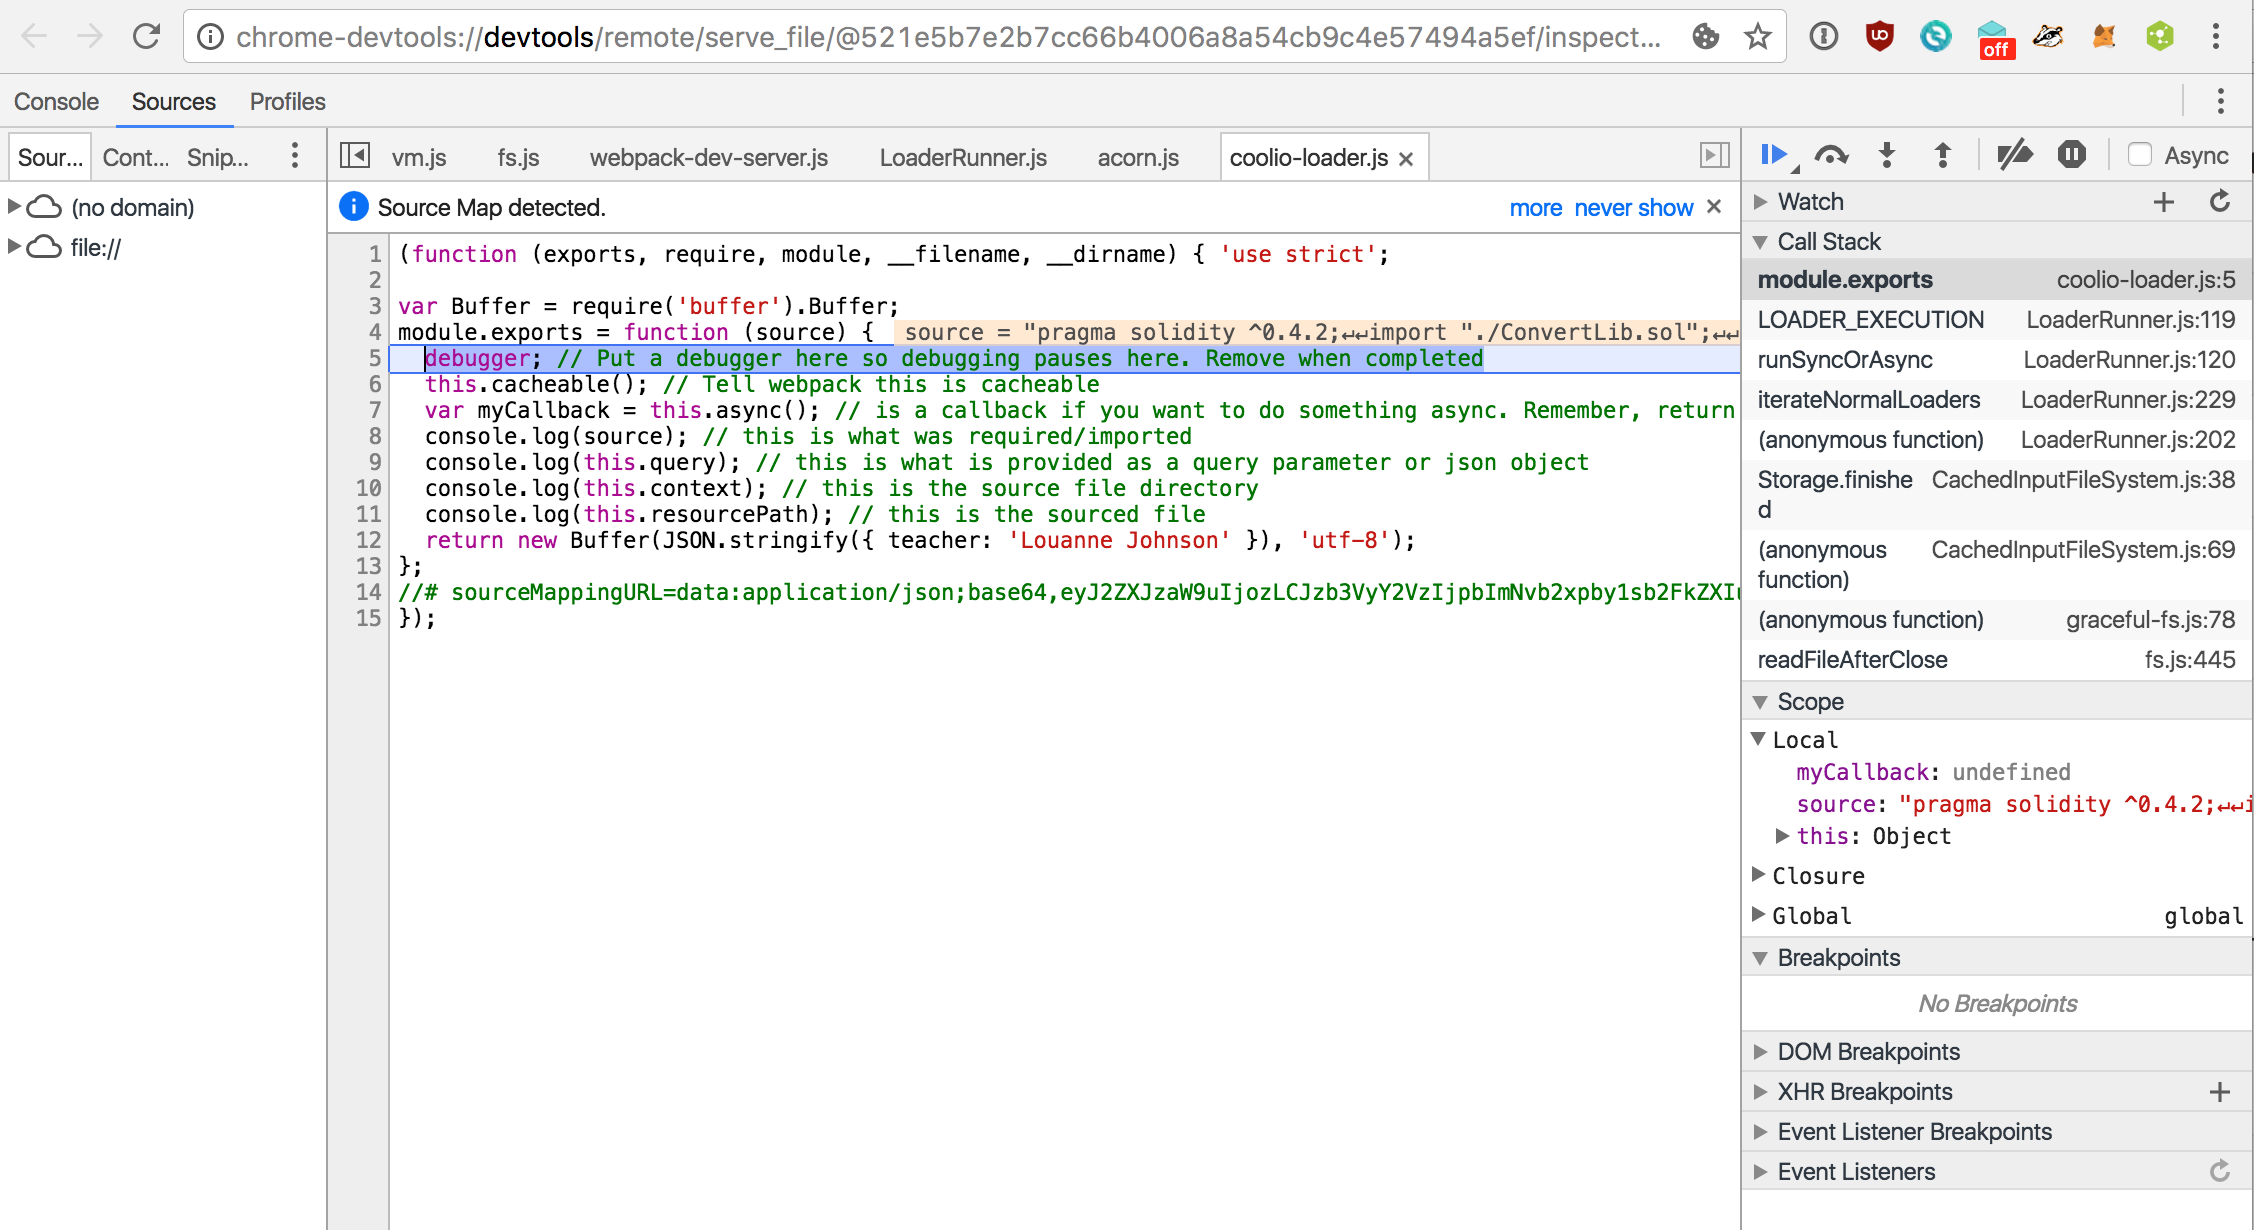 chrome-devtools://devtools/remote/serve_file/@521e5b7e2b7cc66b4006a8a54cb9c4e57494a5ef/inspect...
off
Console Sources Profiles
Sour... Cont... Snip...
vm.js fs.js webpack-dev-server.js LoaderRunner.js acorn.js coolio-loader.js ×
Async
(no domain)
file://
Source Map detected. more never show ×
1 (function (exports, require, module, __filename, __dirname) { 'use strict';
2
3 var Buffer = require('buffer').Buffer;
4 module.exports = function (source) { source = "pragma solidity ^0.4.2;↵↵import "./ConvertLib.sol";↵↵
5 debugger; // Put a debugger here so debugging pauses here. Remove when completed
6 this.cacheable(); // Tell webpack this is cacheable
7 var myCallback = this.async(); // is a callback if you want to do something async. Remember, return
8 console.log(source); // this is what was required/imported
9 console.log(this.query); // this is what is provided as a query parameter or json object
10 console.log(this.context); // this is the source file directory
11 console.log(this.resourcePath); // this is the sourced file
12 return new Buffer(JSON.stringify({ teacher: 'Louanne Johnson' }), 'utf-8');
13 };
14 //# sourceMappingURL=data:application/json;base64,eyJ2ZXJzaW9uIjozLCJzb3VyY2VzIjpbImNvb2xpby1sb2FkZXIu
15 });
Watch
Call Stack
module.exports coolio-loader.js:5
LOADER_EXECUTION LoaderRunner.js:119
runSyncOrAsync LoaderRunner.js:120
iterateNormalLoaders LoaderRunner.js:229
(anonymous function) LoaderRunner.js:202
Storage.finishe CachedInputFileSystem.js:38
d
(anonymous CachedInputFileSystem.js:69
function)
(anonymous function) graceful-fs.js:78
readFileAfterClose fs.js:445
Scope
Local
myCallback: undefined
source: "pragma solidity ^0.4.2;↵↵i
this: Object
Closure
Global global
Breakpoints
No Breakpoints
DOM Breakpoints
XHR Breakpoints
Event Listener Breakpoints
Event Listeners